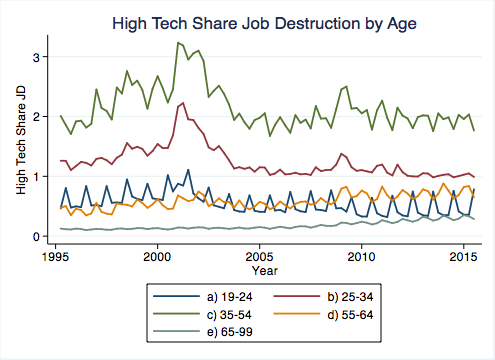 High Tech Share Job Destruction by Age
High Tech Share JD
3
2
1
0
1995 2000 2005 2010 2015
Year
a) 19-24 b) 25-34
c) 35-54 d) 55-64
e) 65-99